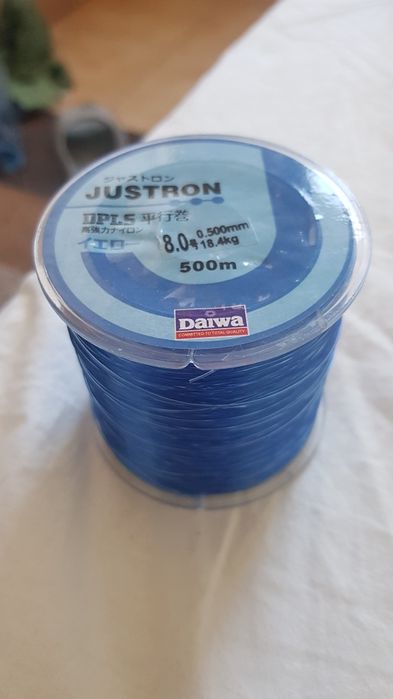 ジャストロン
JUSTRON
DPLS 平行巻
高強力ナイロン
イエロー
8.0号 0.500mm 18.4kg
500m
Daiwa
COMMITTED TO TOTAL QUALITY